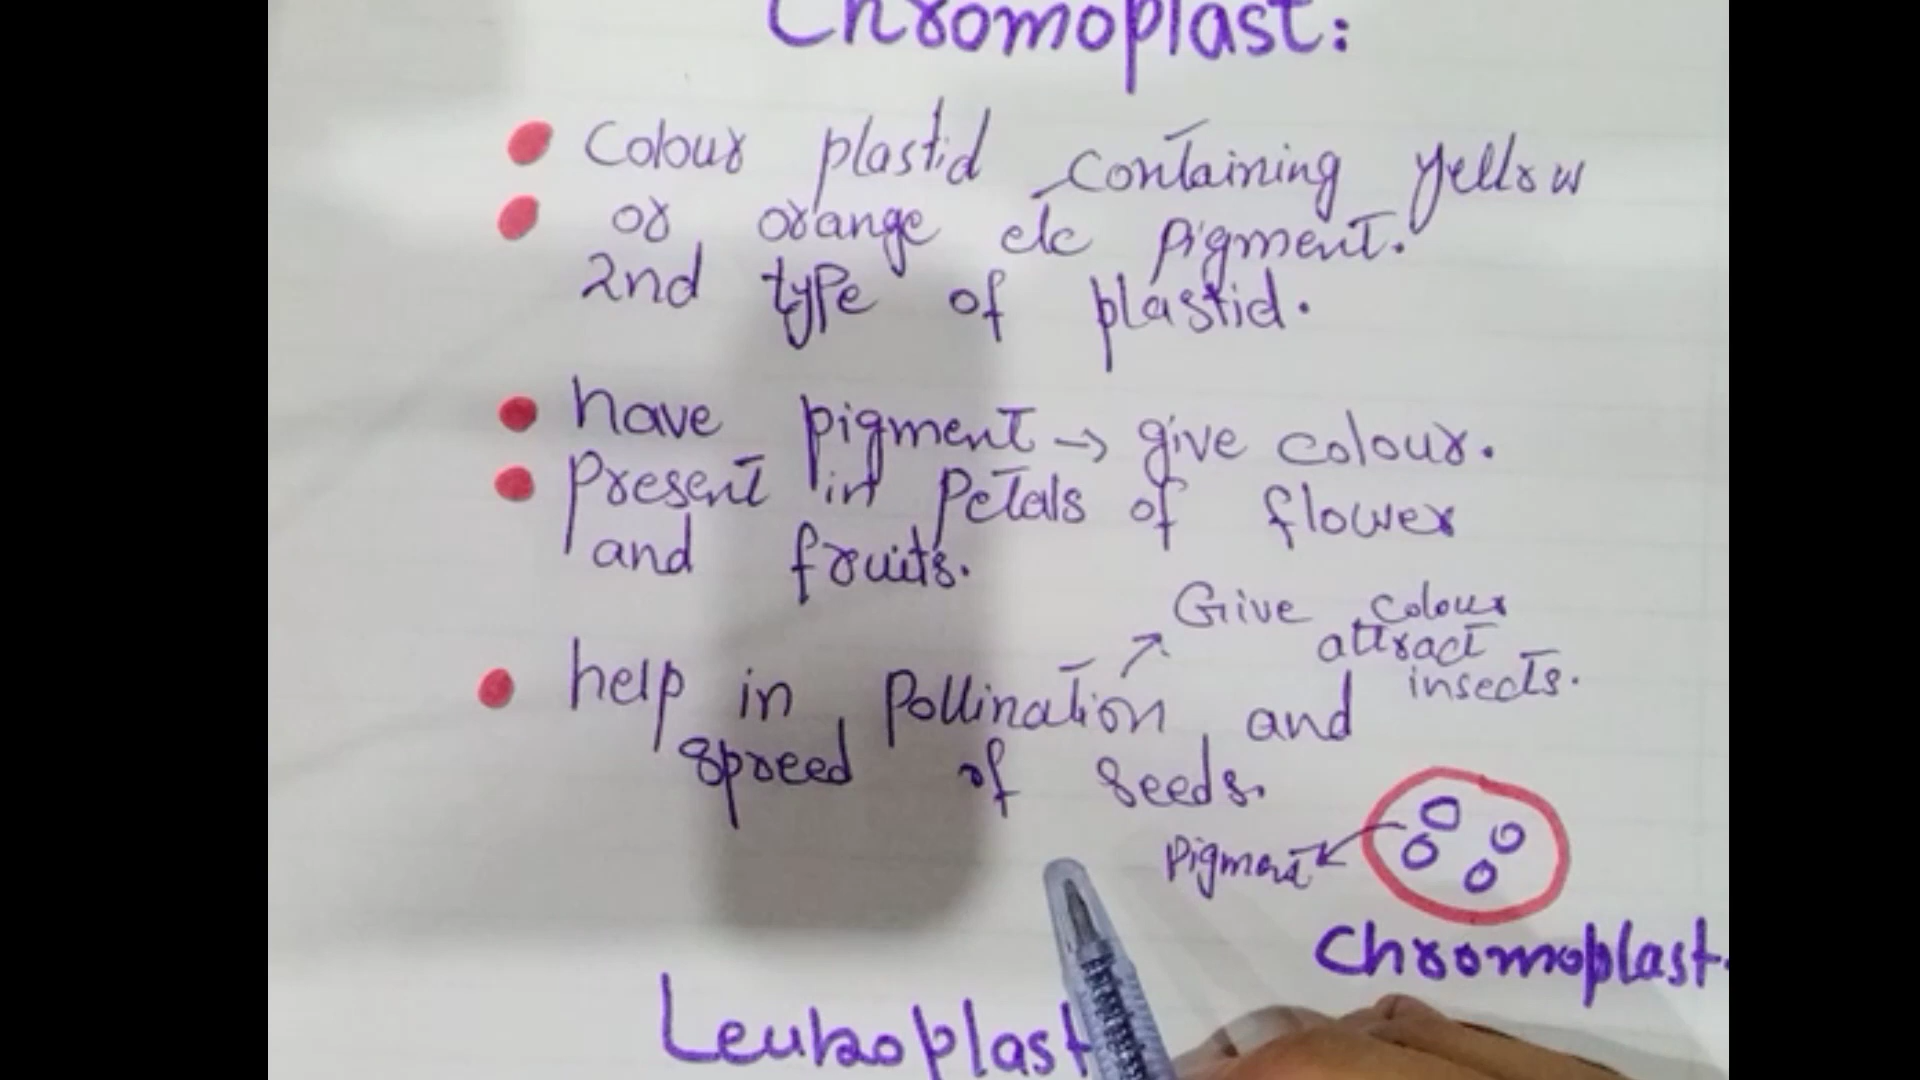 Chromoplast:
Colour plastid containing yellow
or orange etc pigment.
2nd type of plastid.
have pigment → give colour.
present in petals of flower
and fruits.
Give colour
attract
insects.
help in pollination and
spreed of seeds.
pigment
Chromoplast.
Leukoplast